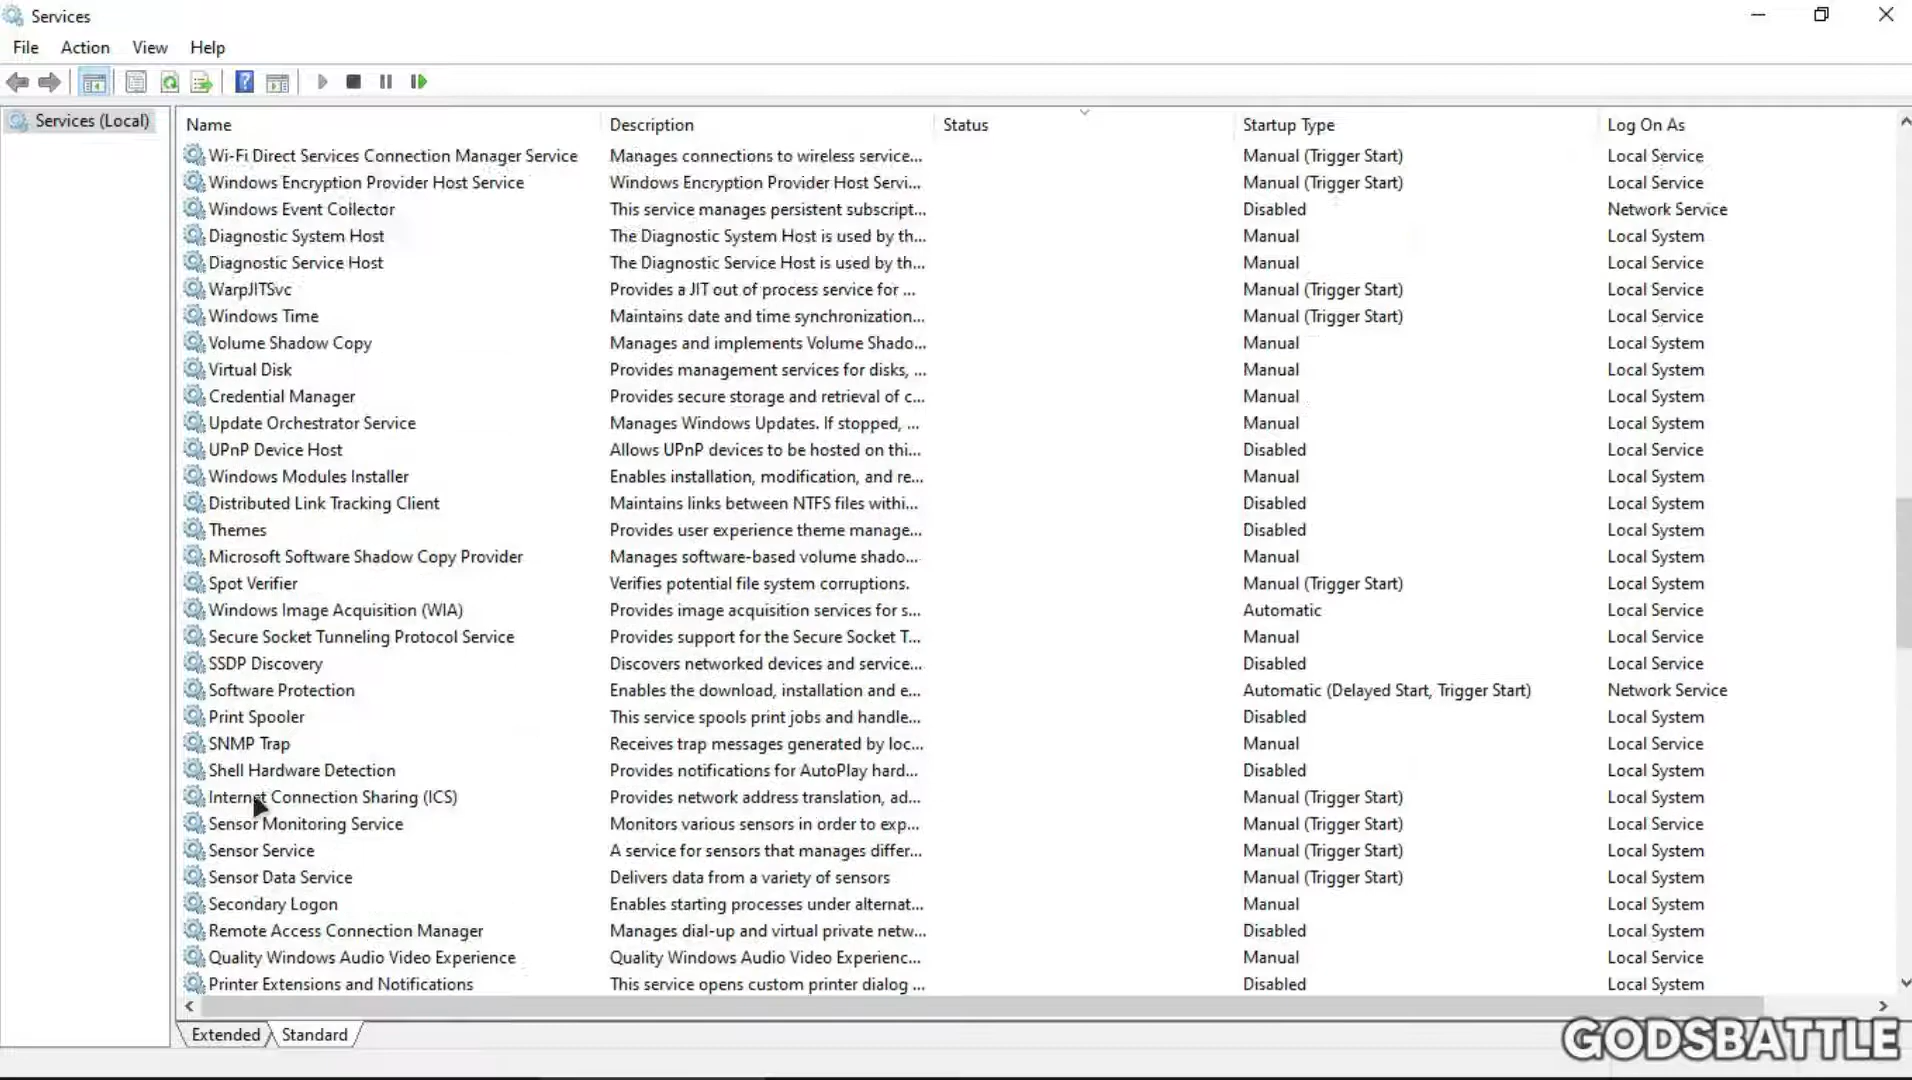 Services
File Action View Help
Services (Local)
Name Description Status Startup Type Log On As
Wi-Fi Direct Services Connection Manager Service Manages connections to wireless service... Manual (Trigger Start) Local Service
Windows Encryption Provider Host Service Windows Encryption Provider Host Servi... Manual (Trigger Start) Local Service
Windows Event Collector This service manages persistent subscript... Disabled Network Service
Diagnostic System Host The Diagnostic System Host is used by th... Manual Local System
Diagnostic Service Host The Diagnostic Service Host is used by th... Manual Local Service
WarpJITSvc Provides a JIT out of process service for ... Manual (Trigger Start) Local Service
Windows Time Maintains date and time synchronization... Manual (Trigger Start) Local Service
Volume Shadow Copy Manages and implements Volume Shado... Manual Local System
Virtual Disk Provides management services for disks, ... Manual Local System
Credential Manager Provides secure storage and retrieval of c... Manual Local System
Update Orchestrator Service Manages Windows Updates. If stopped, ... Manual Local System
UPnP Device Host Allows UPnP devices to be hosted on thi... Disabled Local Service
Windows Modules Installer Enables installation, modification, and re... Manual Local System
Distributed Link Tracking Client Maintains links between NTFS files withi... Disabled Local System
Themes Provides user experience theme manage... Disabled Local System
Microsoft Software Shadow Copy Provider Manages software-based volume shado... Manual Local System
Spot Verifier Verifies potential file system corruptions. Manual (Trigger Start) Local System
Windows Image Acquisition (WIA) Provides image acquisition services for s... Automatic Local Service
Secure Socket Tunneling Protocol Service Provides support for the Secure Socket T... Manual Local Service
SSDP Discovery Discovers networked devices and service... Disabled Local Service
Software Protection Enables the download, installation and e... Automatic (Delayed Start, Trigger Start) Network Service
Print Spooler This service spools print jobs and handle... Disabled Local System
SNMP Trap Receives trap messages generated by loc... Manual Local Service
Shell Hardware Detection Provides notifications for AutoPlay hard... Disabled Local System
Internet Connection Sharing (ICS) Provides network address translation, ad... Manual (Trigger Start) Local System
Sensor Monitoring Service Monitors various sensors in order to exp... Manual (Trigger Start) Local Service
Sensor Service A service for sensors that manages differ... Manual (Trigger Start) Local System
Sensor Data Service Delivers data from a variety of sensors Manual (Trigger Start) Local System
Secondary Logon Enables starting processes under alternat... Manual Local System
Remote Access Connection Manager Manages dial-up and virtual private netw... Disabled Local System
Quality Windows Audio Video Experience Quality Windows Audio Video Experienc... Manual Local Service
Printer Extensions and Notifications This service opens custom printer dialog ... Disabled Local System
Extended Standard
GODSBATTLE